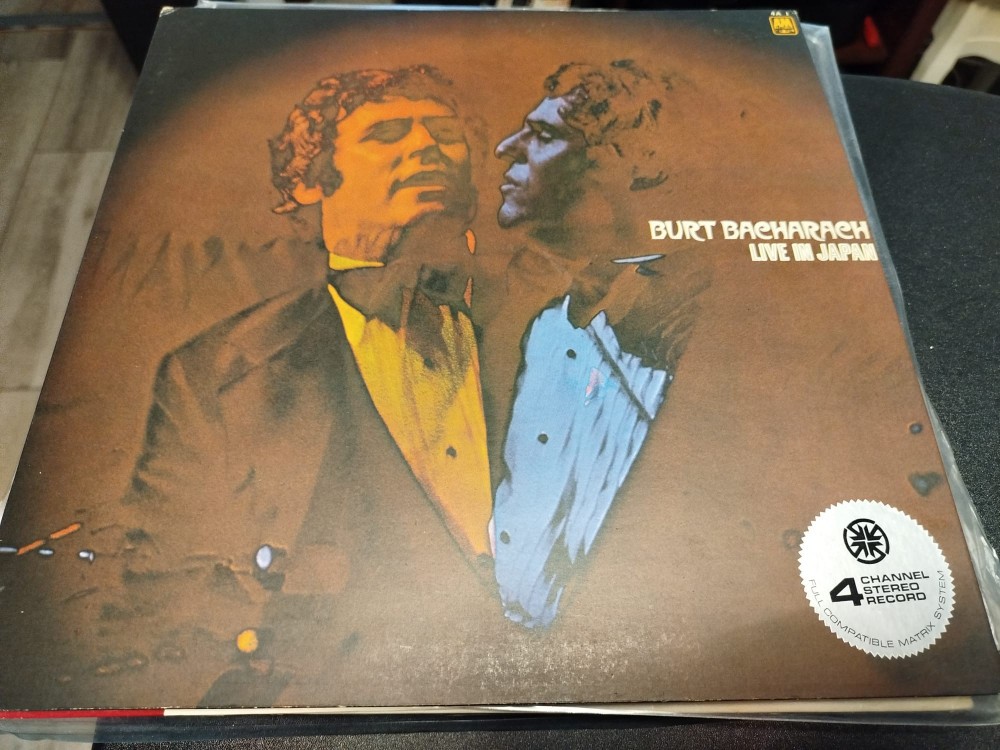 A&M
BURT BACHARACH
LIVE IN JAPAN
4 CHANNEL
STEREO
RECORD
FULL COMPATIBLE MATRIX SYSTEM